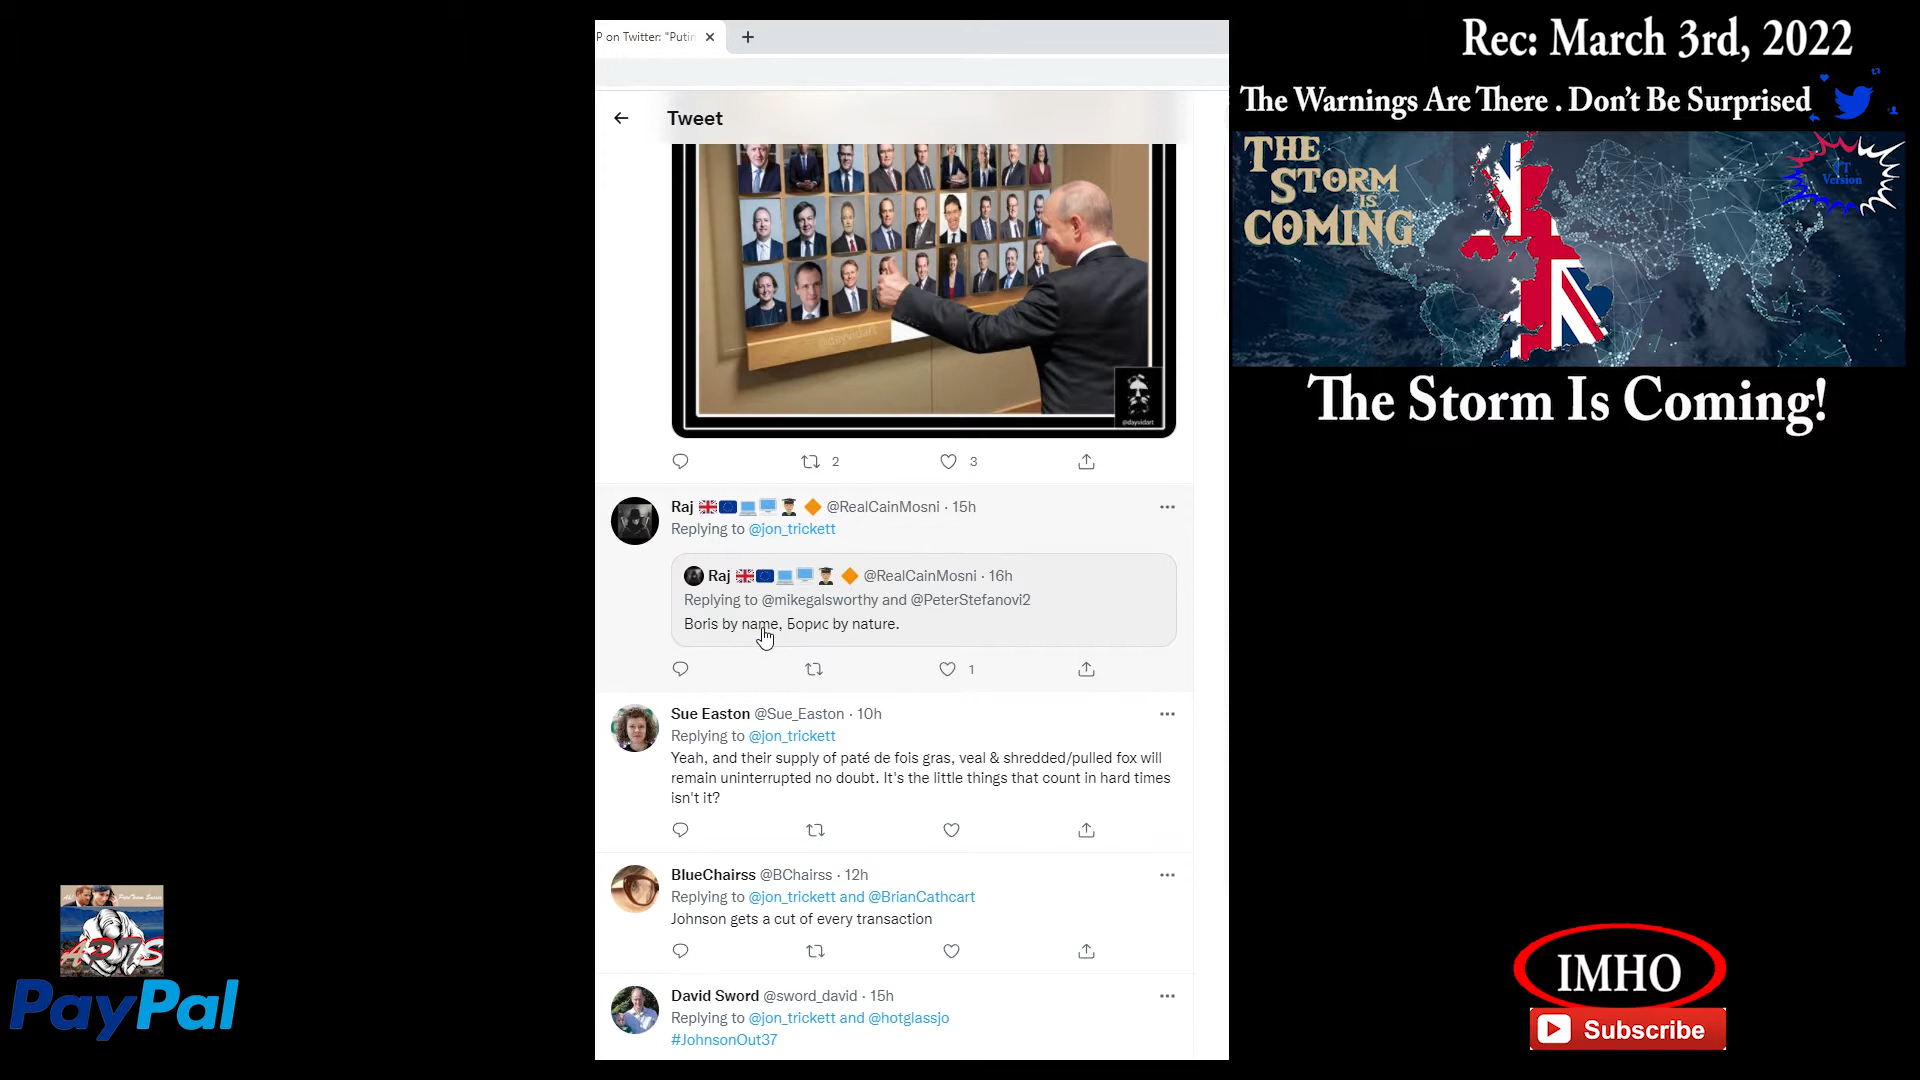 P on Twitter: "Putin
Rec: March 3rd, 2022
The Warnings Are There . Don't Be Surprised
Tweet
THE
STORM
IS
COMING
Version
@dayvidart
@dayvidart
The Storm Is Coming!
2
3
Raj @RealCainMosni · 15h
Replying to @jon_trickett
Raj @RealCainMosni · 16h
Replying to @mikegalsworthy and @PeterStefanovi2
Boris by name, Борис by nature.
1
Sue Easton @Sue_Easton · 10h
Replying to @jon_trickett
Yeah, and their supply of paté de fois gras, veal & shredded/pulled fox will
remain uninterrupted no doubt. It's the little things that count in hard times
isn't it?
BlueChairss @BChairss · 12h
Replying to @jon_trickett and @BrianCathcart
Johnson gets a cut of every transaction
David Sword @sword_david · 15h
Replying to @jon_trickett and @hotglassjo
#JohnsonOut37
PayPal
IMHO
Subscribe